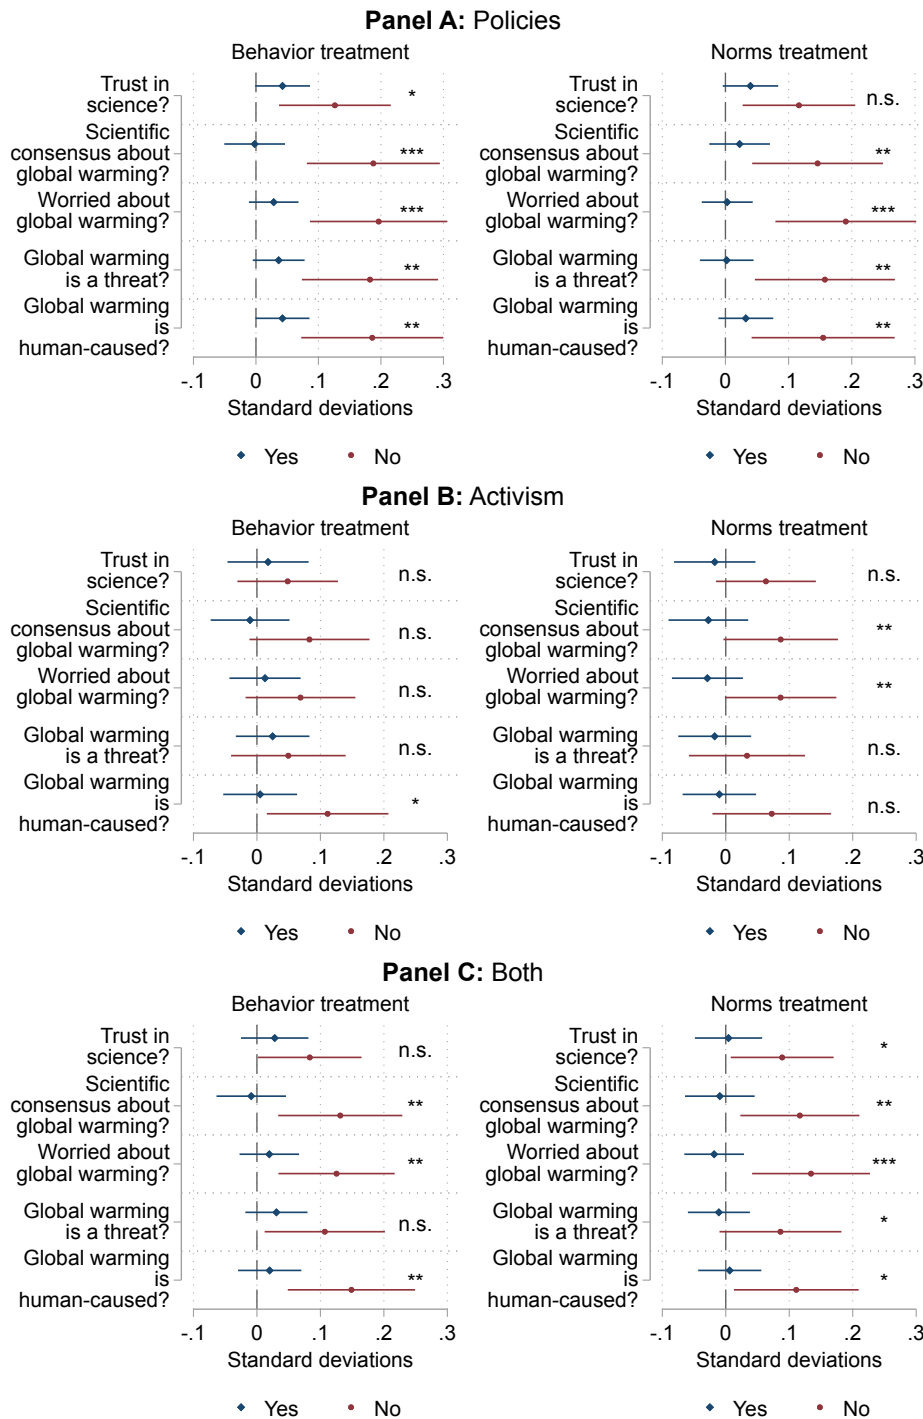 Panel A: Policies
Behavior treatment
Trust in
science?
*
Scientific
consensus about
global warming?
***
Worried about
global warming?
***
Global warming
is a threat?
**
Global warming
is
human-caused?
**
-.1 0 .1 .2 .3
Standard deviations
Yes No
Norms treatment
Trust in
science?
n.s.
Scientific
consensus about
global warming?
**
Worried about
global warming?
***
Global warming
is a threat?
**
Global warming
is
human-caused?
**
-.1 0 .1 .2 .3
Standard deviations
Yes No
Panel B: Activism
Behavior treatment
Trust in
science?
n.s.
Scientific
consensus about
global warming?
n.s.
Worried about
global warming?
n.s.
Global warming
is a threat?
n.s.
Global warming
is
human-caused?
*
-.1 0 .1 .2 .3
Standard deviations
Yes No
Norms treatment
Trust in
science?
n.s.
Scientific
consensus about
global warming?
**
Worried about
global warming?
**
Global warming
is a threat?
n.s.
Global warming
is
human-caused?
n.s.
-.1 0 .1 .2 .3
Standard deviations
Yes No
Panel C: Both
Behavior treatment
Trust in
science?
n.s.
Scientific
consensus about
global warming?
**
Worried about
global warming?
**
Global warming
is a threat?
n.s.
Global warming
is
human-caused?
**
-.1 0 .1 .2 .3
Standard deviations
Yes No
Norms treatment
Trust in
science?
*
Scientific
consensus about
global warming?
**
Worried about
global warming?
***
Global warming
is a threat?
*
Global warming
is
human-caused?
*
-.1 0 .1 .2 .3
Standard deviations
Yes No